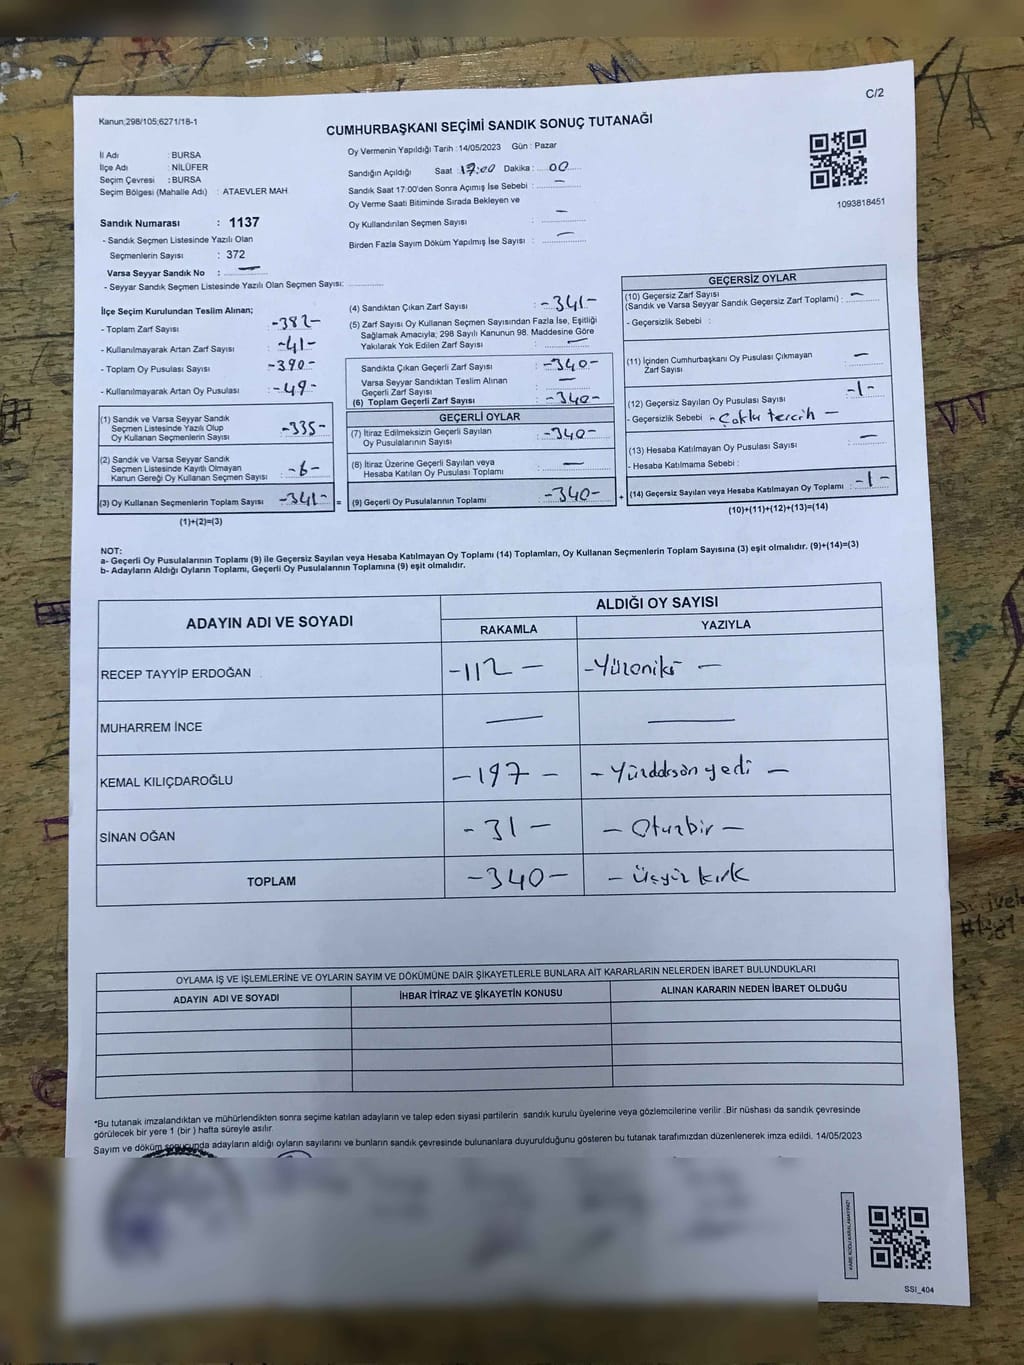 C/2
Kanun;298/105;6271/18-1
CUMHURBAŞKANI SEÇİMİ SANDIK SONUÇ TUTANAĞI
İl Adı : BURSA
İlçe Adı : NİLÜFER
Seçim Çevresi : BURSA
Seçim Bölgesi (Mahalle Adı) : ATAEVLER MAH
Oy Vermenin Yapıldığı Tarih : 14/05/2023 Gün : Pazar
Sandığın Açıldığı Saat : 17:00 Dakika : 00
Sandık Saat 17:00'den Sonra Açımış İse Sebebi : —
Oy Verme Saati Bitiminde Sırada Bekleyen ve
Oy Kullandırılan Seçmen Sayısı : —
Birden Fazla Sayım Döküm Yapılmış İse Sayısı : —
1093818451
Sandık Numarası : 1137
- Sandık Seçmen Listesinde Yazılı Olan
Seçmenlerin Sayısı : 372
Varsa Seyyar Sandık No : —
- Seyyar Sandık Seçmen Listesinde Yazılı Olan Seçmen Sayısı:
İlçe Seçim Kurulundan Teslim Alınan;
- Toplam Zarf Sayısı : -382-
- Kullanılmayarak Artan Zarf Sayısı : -41-
- Toplam Oy Pusulası Sayısı : -390-
- Kullanılmayarak Artan Oy Pusulası : -49-
(1) Sandık ve Varsa Seyyar Sandık
Seçmen Listesinde Yazılı Olup
Oy Kullanan Seçmenlerin Sayısı : -335-
(2) Sandık ve Varsa Seyyar Sandık
Seçmen Listesinde Kayıtlı Olmayan
Kanun Gereği Oy Kullanan Seçmen Sayısı : -6-
(3) Oy Kullanan Seçmenlerin Toplam Sayısı : -341- =
(1)+(2)=(3)
(4) Sandıktan Çıkan Zarf Sayısı : -341-
(5) Zarf Sayısı Oy Kullanan Seçmen Sayısından Fazla İse, Eşitliği
Sağlamak Amacıyla; 298 Sayılı Kanunun 98. Maddesine Göre
Yakılarak Yok Edilen Zarf Sayısı : —
Sandıkta Çıkan Geçerli Zarf Sayısı : -340-
Varsa Seyyar Sandıktan Teslim Alınan
Geçerli Zarf Sayısı : —
(6) Toplam Geçerli Zarf Sayısı : -340-
GEÇERLİ OYLAR
(7) İtiraz Edilmeksizin Geçerli Sayılan
Oy Pusulalarının Sayısı : -340-
(8) İtiraz Üzerine Geçerli Sayılan veya
Hesaba Katılan Oy Pusulası Toplamı : —
(9) Geçerli Oy Pusulalarının Toplamı : -340- +
GEÇERSİZ OYLAR
(10) Geçersiz Zarf Sayısı
(Sandık ve Varsa Seyyar Sandık Geçersiz Zarf Toplamı) : —
- Geçersizlik Sebebi :
(11) İçinden Cumhurbaşkanı Oy Pusulası Çıkmayan
Zarf Sayısı : —
(12) Geçersiz Sayılan Oy Pusulası Sayısı : -1-
- Geçersizlik Sebebi : - Çoklu tercih —
(13) Hesaba Katılmayan Oy Pusulası Sayısı : —
- Hesaba Katılmama Sebebi :
(14) Geçersiz Sayılan veya Hesaba Katılmayan Oy Toplamı : -1-
(10)+(11)+(12)+(13)=(14)
NOT:
a- Geçerli Oy Pusulalarının Toplamı (9) ile Geçersiz Sayılan veya Hesaba Katılmayan Oy Toplamı (14) Toplamları, Oy Kullanan Seçmenlerin Toplam Sayısına (3) eşit olmalıdır. (9)+(14)=(3)
b- Adayların Aldığı Oyların Toplamı, Geçerli Oy Pusulalarının Toplamına (9) eşit olmalıdır.
ADAYIN ADI VE SOYADI
ALDIĞI OY SAYISI
RAKAMLA YAZIYLA
RECEP TAYYİP ERDOĞAN -112- -Yüzoniki-
MUHARREM İNCE — —
KEMAL KILIÇDAROĞLU -197- -Yüzdoksan yedi-
SİNAN OĞAN -31- -Otuzbir-
TOPLAM -340- -Üçyüz kırk
OYLAMA İŞ VE İŞLEMLERİNE VE OYLARIN SAYIM VE DÖKÜMÜNE DAİR ŞİKAYETLERLE BUNLARA AİT KARARLARIN NELERDEN İBARET BULUNDUKLARI
ADAYIN ADI VE SOYADI İHBAR İTİRAZ VE ŞİKAYETİN KONUSU ALINAN KARARIN NEDEN İBARET OLDUĞU
*Bu tutanak imzalandıktan ve mühürlendikten sonra seçime katılan adayların ve talep eden siyasi partilerin sandık kurulu üyelerine veya gözlemcilerine verilir .Bir nüshası da sandık çevresinde
görülecek bir yere 1 (bir) hafta süreyle asılır.
Sayım ve döküm sonucunda adayların aldığı oyların sayılarını ve bunların sandık çevresinde bulunanlara duyurulduğunu gösteren bu tutanak tarafımızdan düzenlenerek imza edildi. 14/05/2023
SSI_404